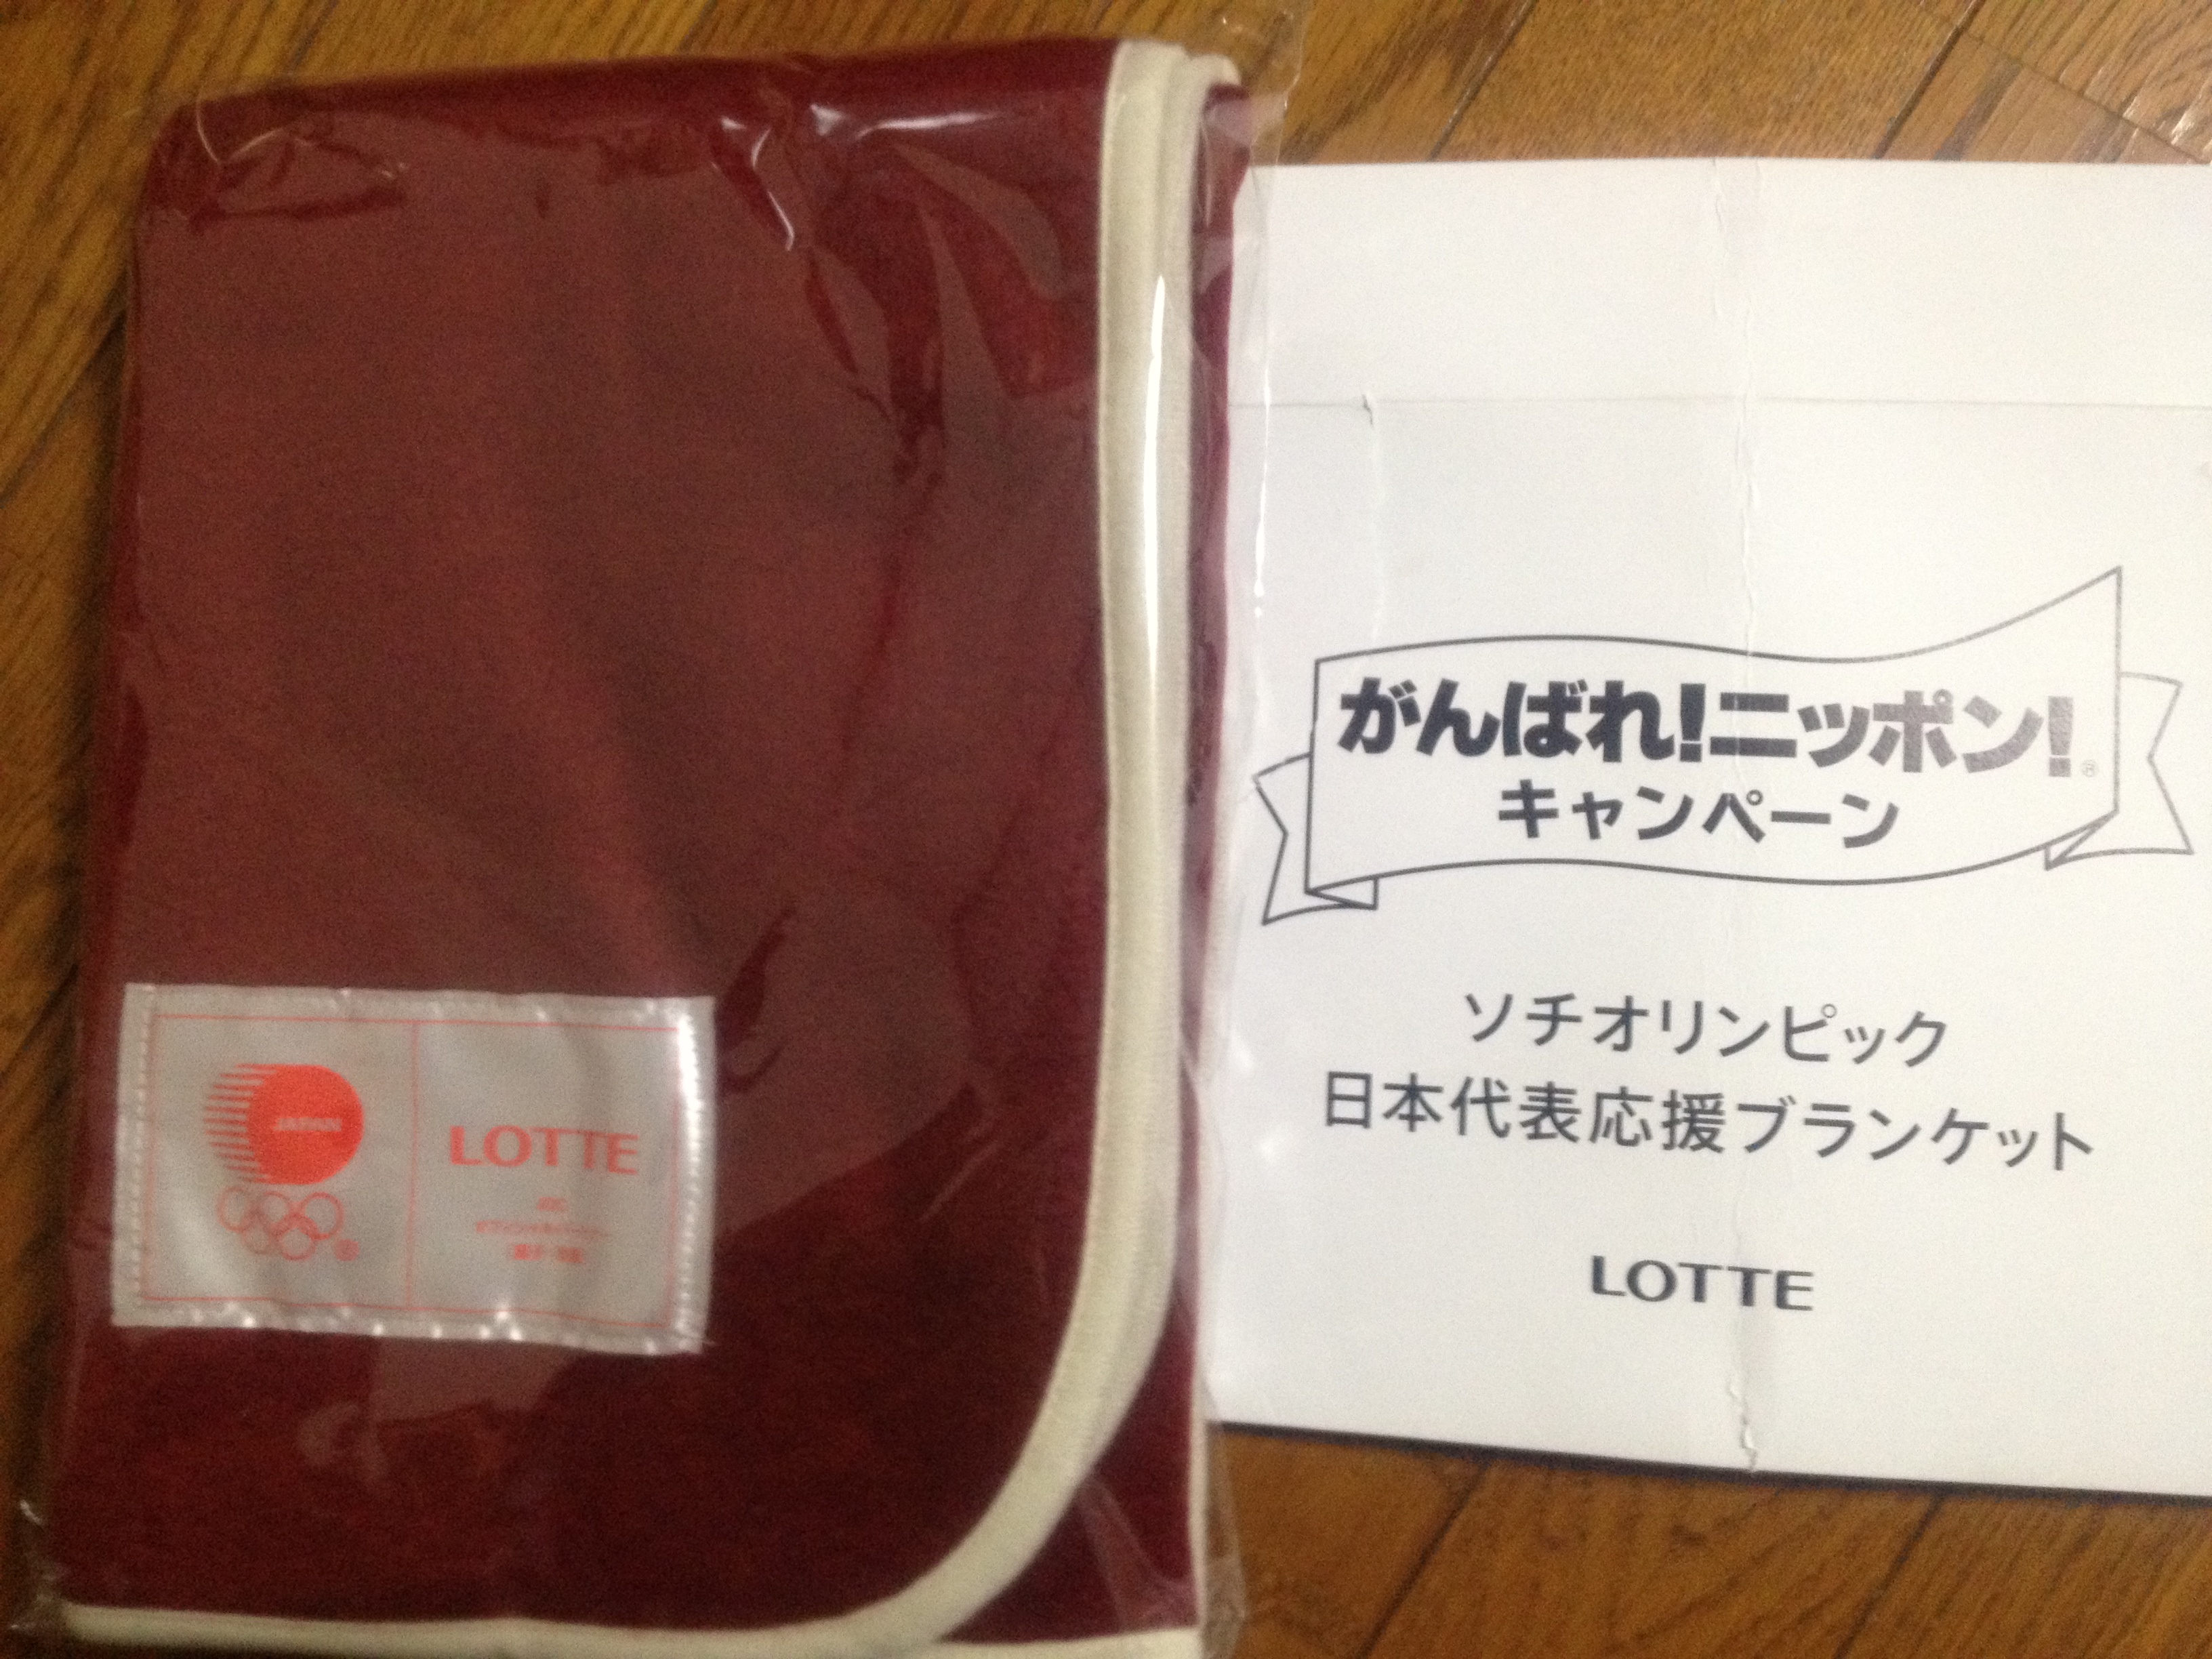 JAPAN
LOTTE
JOC
がんばれ!ニッポン!®
キャンペーン
ソチオリンピック
日本代表応援ブランケット
LOTTE